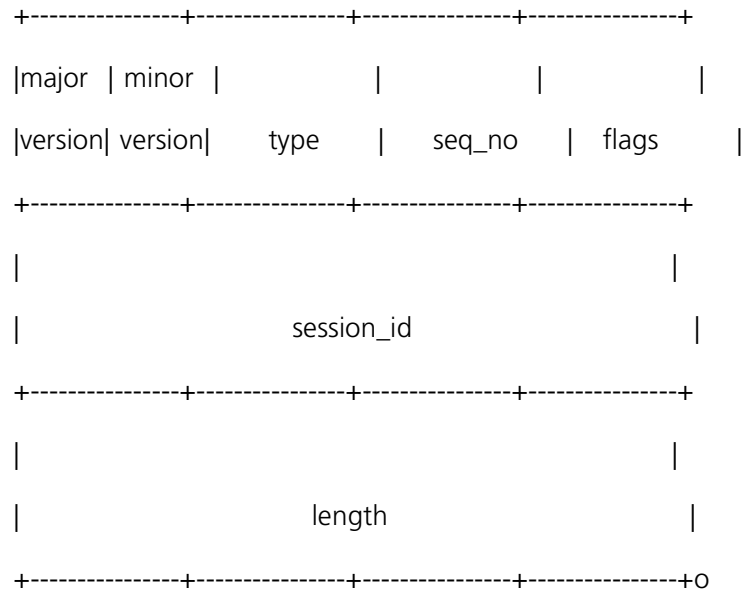 +----------------+----------------+----------------+----------------+
|major | minor | | | |
|version| version| type | seq_no | flags |
+----------------+----------------+----------------+----------------+
| |
| session_id |
+----------------+----------------+----------------+----------------+
| |
| length |
+----------------+----------------+----------------+----------------+o